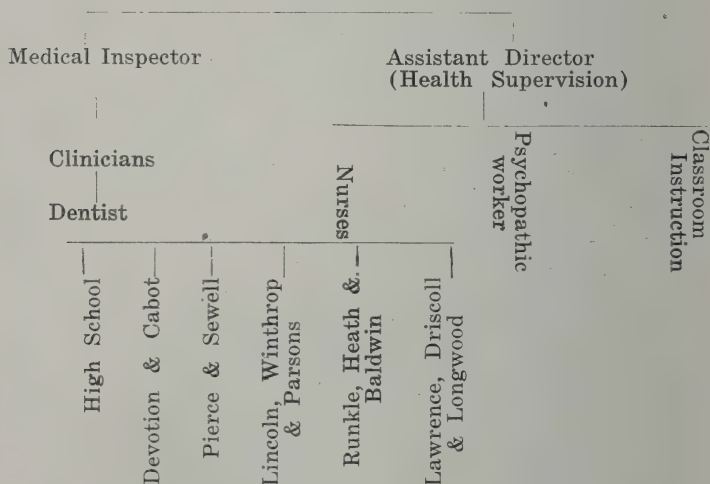 Medical Inspector
Assistant Director
(Health Supervision)
Clinicians
Dentist
Nurses
Psychopathic
worker
Classroom
Instruction
High School
Devotion & Cabot
Pierce & Sewell
Lincoln, Winthrop
& Parsons
Runkle, Heath &
Baldwin
Lawrence, Driscoll
& Longwood